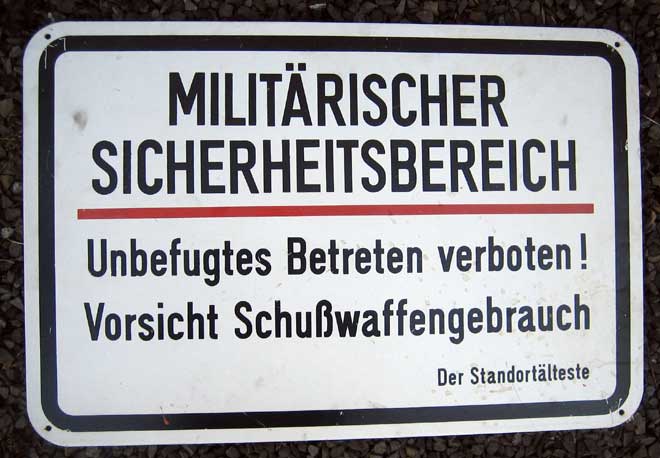 MILITÄRISCHER
SICHERHEITSBEREICH
Unbefugtes Betreten verboten!
Vorsicht Schußwaffengebrauch
Der Standortälteste